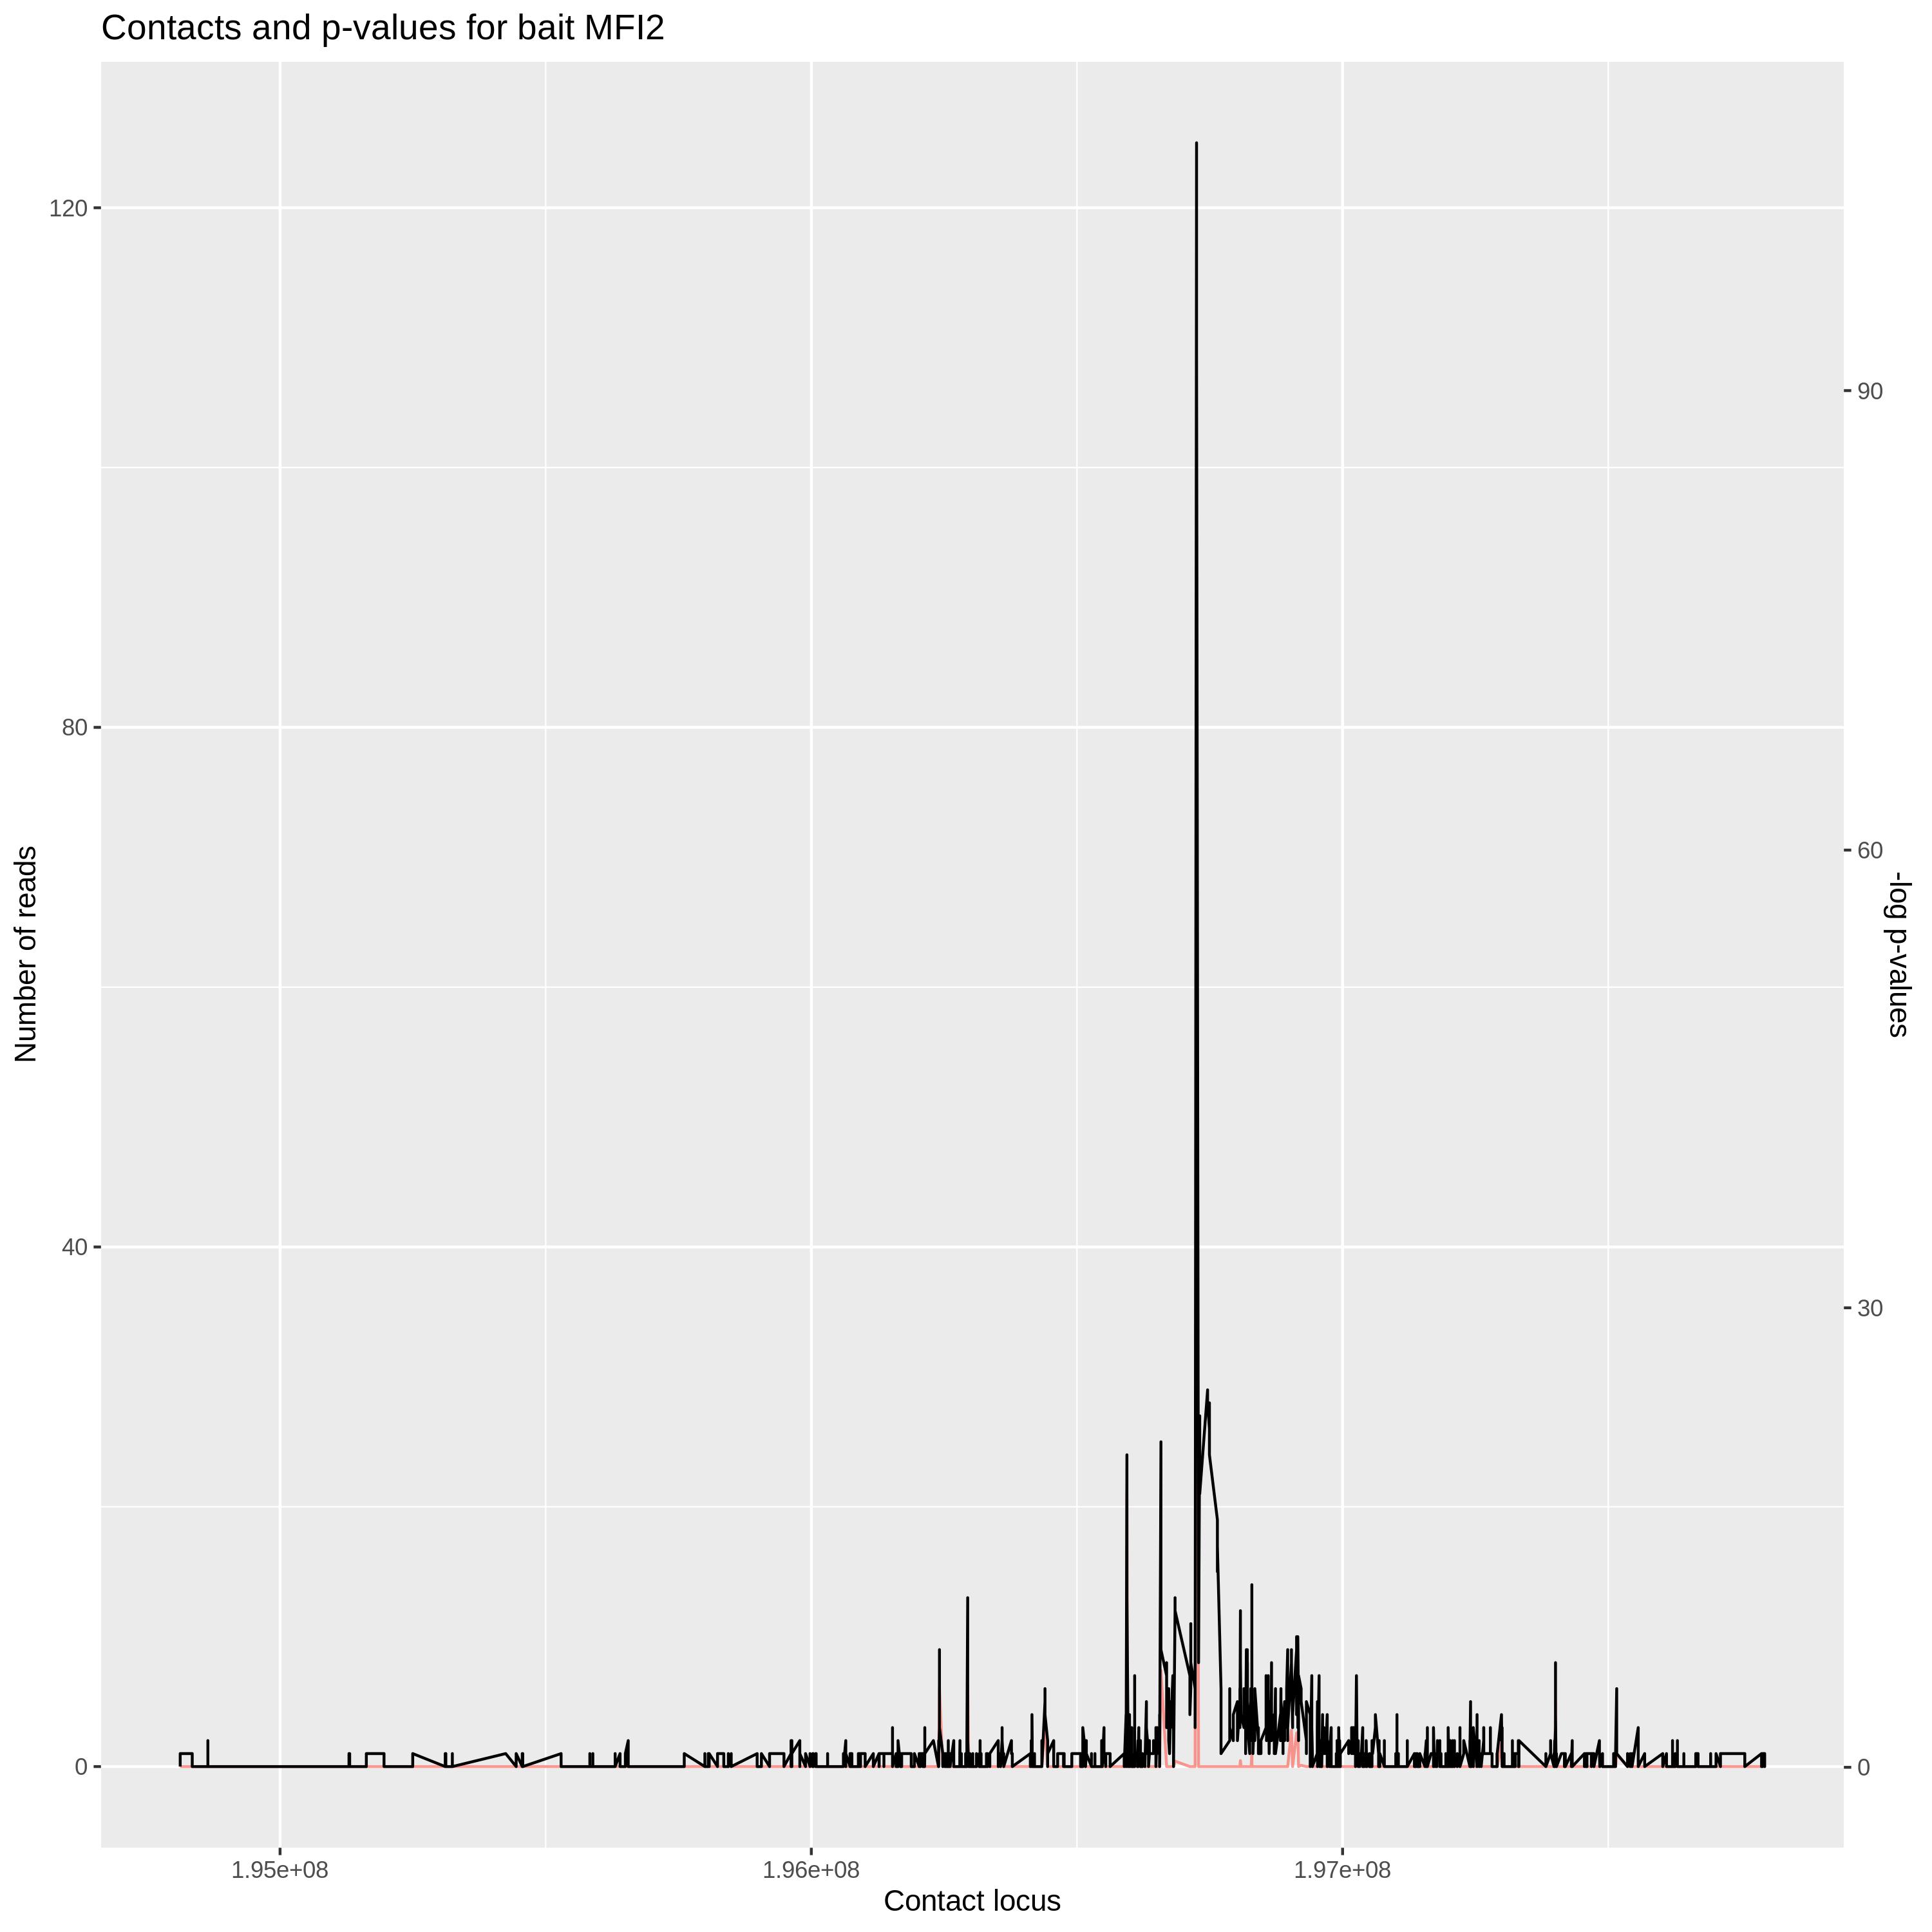 Contacts and p-values for bait MFI2
120
80
40
0
Number of reads
90
60
30
0
-log p-values
1.95e+08
1.96e+08
1.97e+08
Contact locus